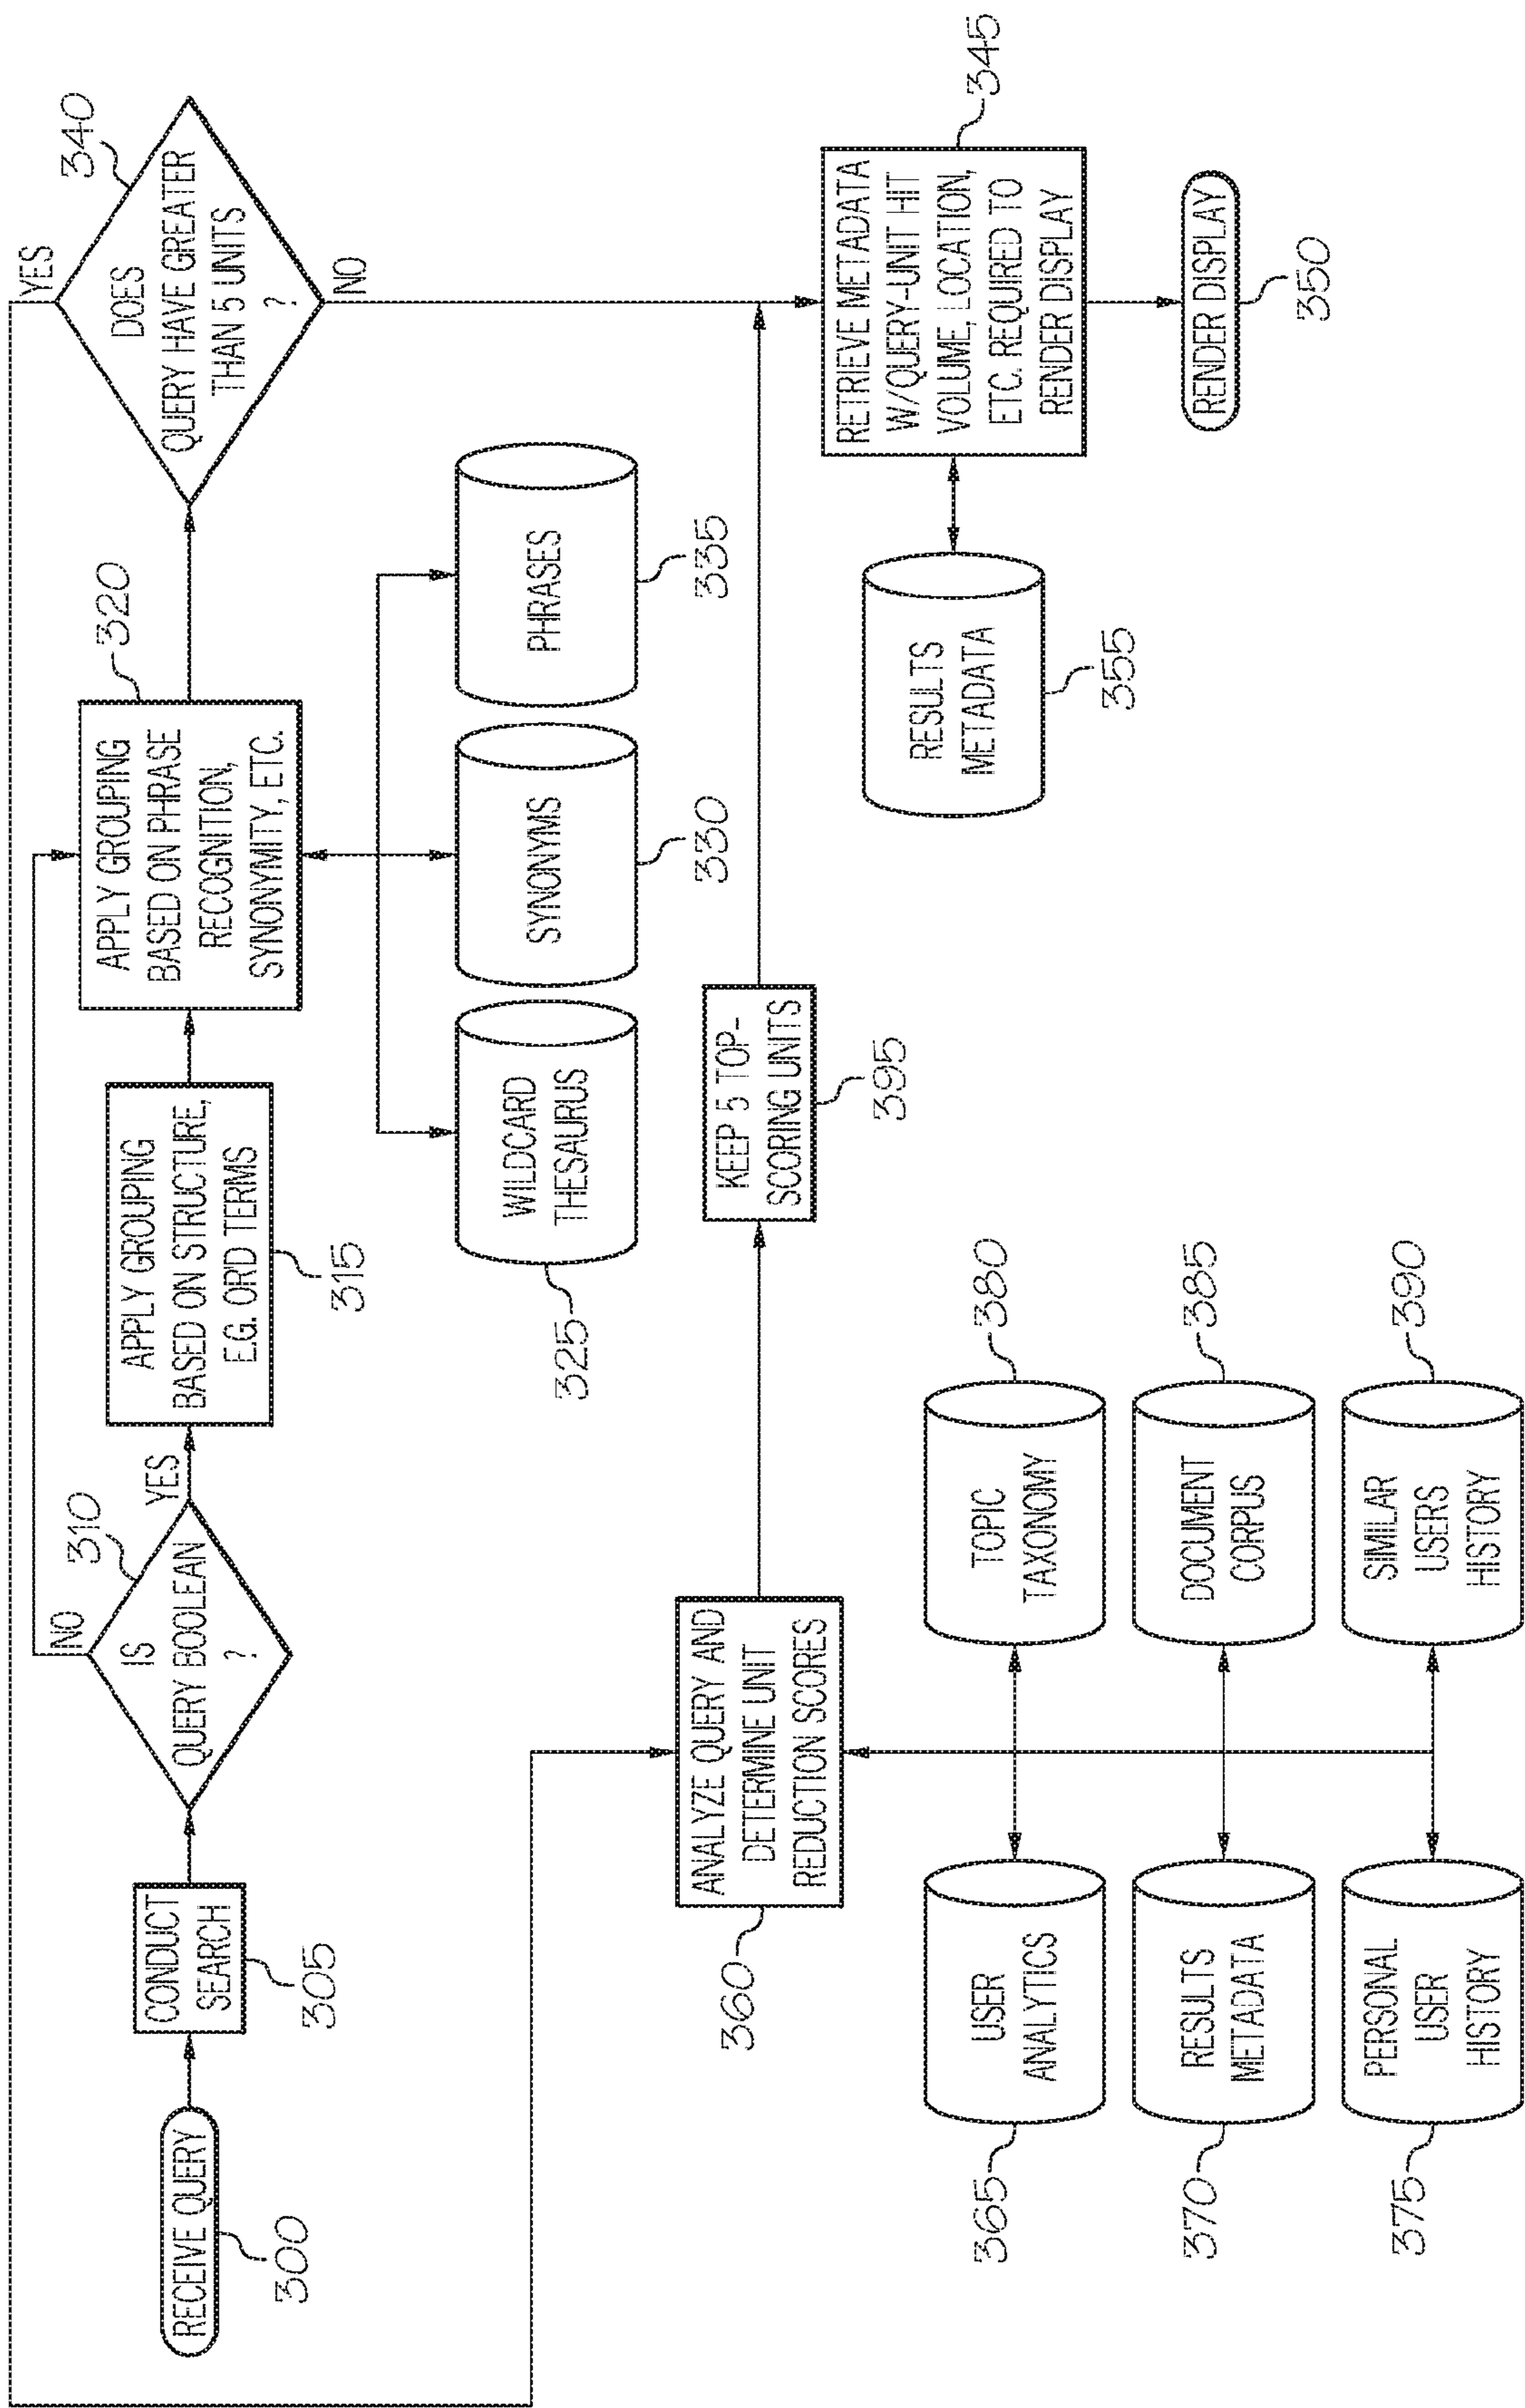 RECEIVE QUERY
300
CONDUCT
SEARCH
305
IS
QUERY BOOLEAN
?
310
NO
YES
APPLY GROUPING
BASED ON STRUCTURE,
E.G. OR'D TERMS
315
APPLY GROUPING
BASED ON PHRASE
RECOGNITION,
SYNONYMITY, ETC.
320
WILDCARD
THESAURUS
325
SYNONYMS
330
PHRASES
335
DOES
QUERY HAVE GREATER
THAN 5 UNITS
?
340
YES
NO
ANALYZE QUERY AND
DETERMINE UNIT
REDUCTION SCORES
360
KEEP 5 TOP-
SCORING UNITS
395
RETRIEVE METADATA
W/QUERY-UNIT HIT
VOLUME, LOCATION,
ETC. REQUIRED TO
RENDER DISPLAY
345
RESULTS
METADATA
355
RENDER DISPLAY
350
USER
ANALYTICS
365
TOPIC
TAXONOMY
380
RESULTS
METADATA
370
DOCUMENT
CORPUS
385
PERSONAL
USER
HISTORY
375
SIMILAR
USERS
HISTORY
390